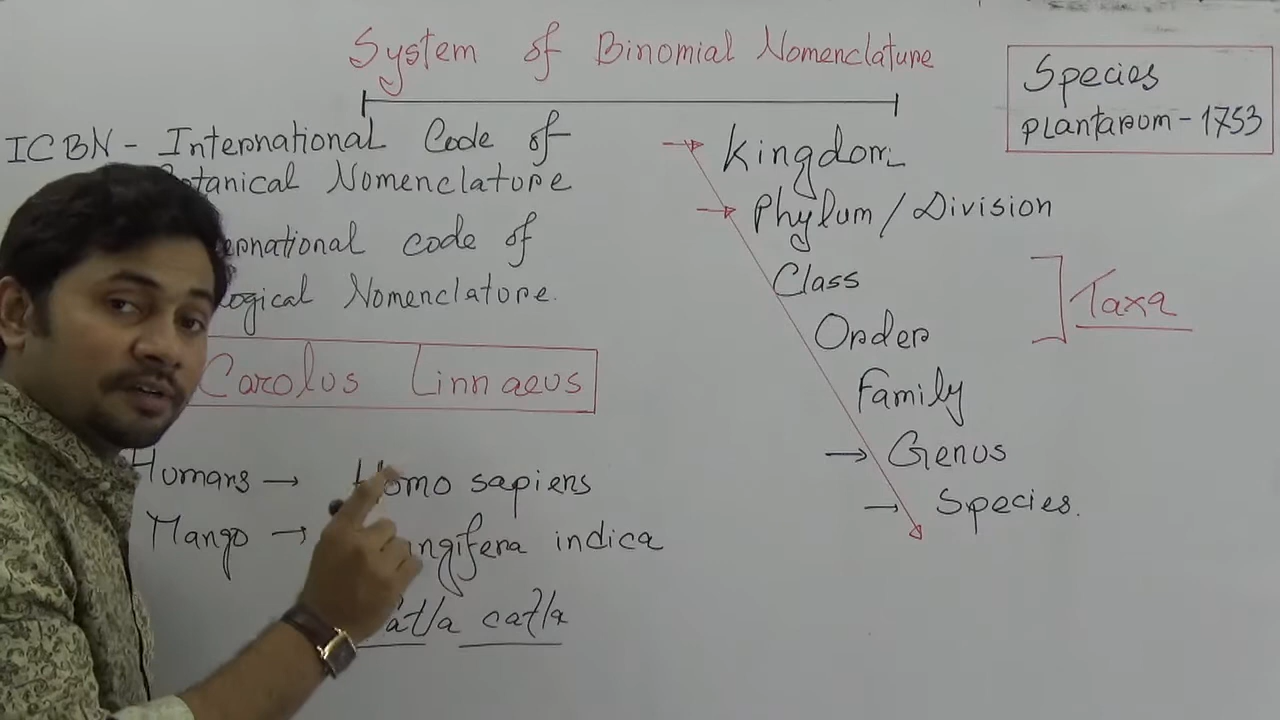 System of Binomial Nomenclature
Species
plantarum - 1753
ICBN - International Code of
Nomenclature
code of
Nomenclature.
Carolus Linnaeus
Humans → Homo sapiens
Mango → indica
catla
→ Kingdom
→ Phylum / Division
Class
Order
Family
→ Genus
→ Species.
Taxa